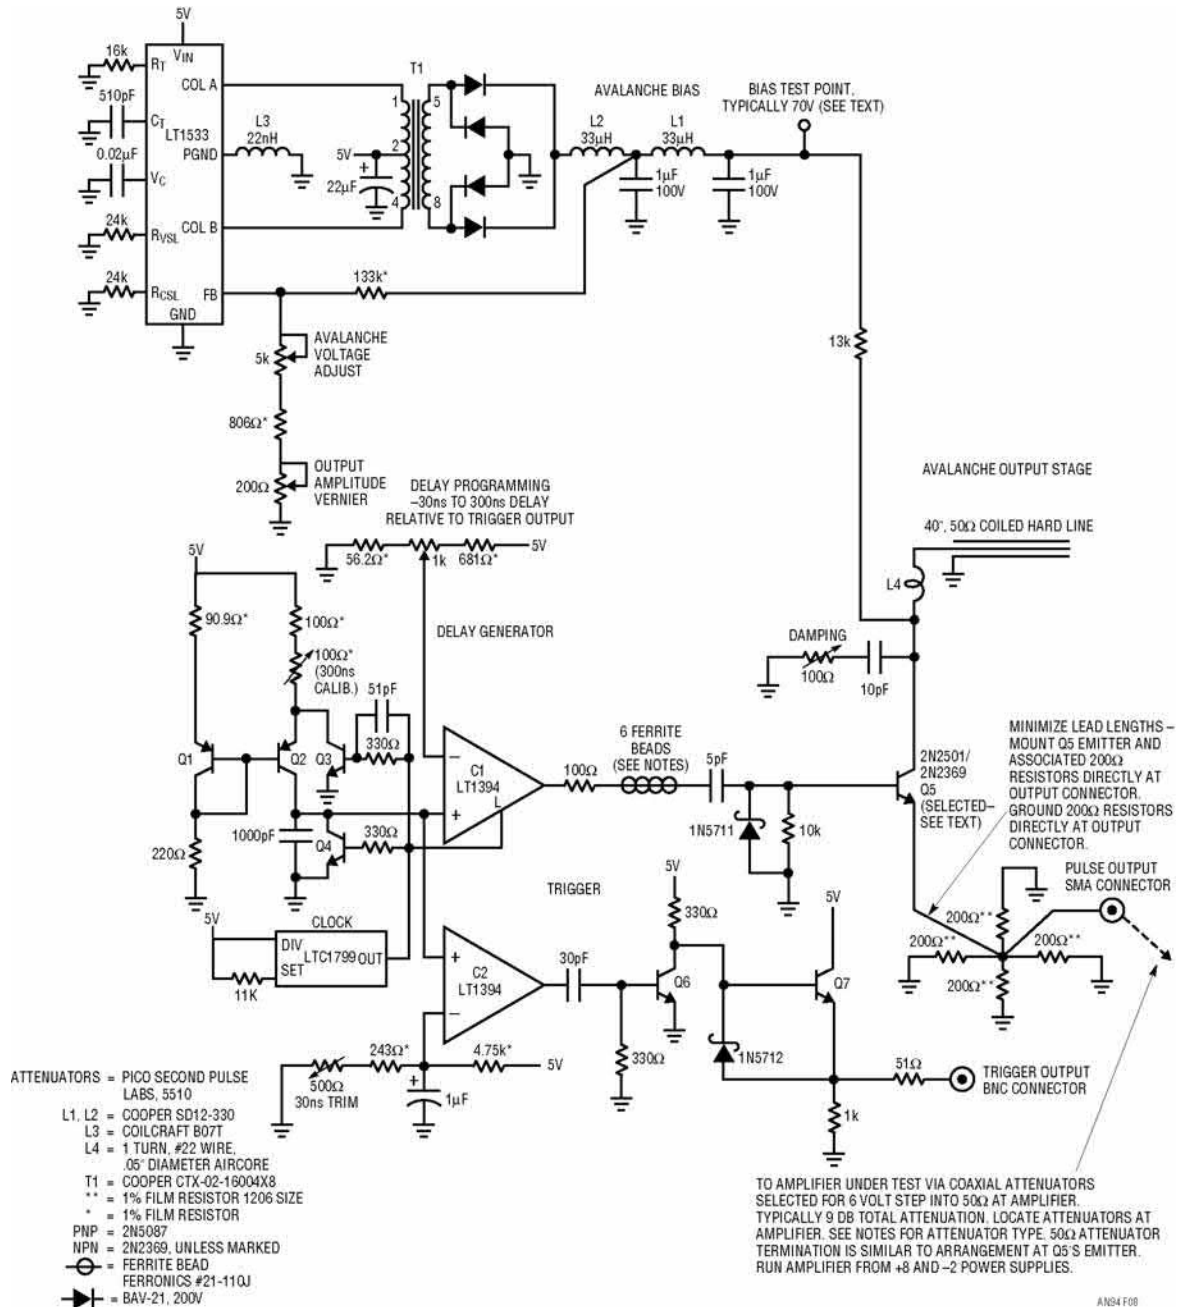 5V
16k
RT
VIN
COL A
510pF
CT
LT1533
0.02µF
VC
PGND
L3
22nH
24k
RVSL
COL B
24k
RCSL
FB
GND
T1
1
5
2
5V
+
22µF
4
8
AVALANCHE BIAS
L2
33µH
L1
33µH
BIAS TEST POINT,
TYPICALLY 70V (SEE TEXT)
1µF
100V
1µF
100V
133k*
5k
AVALANCHE
VOLTAGE
ADJUST
806Ω*
200Ω
OUTPUT
AMPLITUDE
VERNIER
13k
DELAY PROGRAMMING
–30ns TO 300ns DELAY
RELATIVE TO TRIGGER OUTPUT
56.2Ω*
1k
681Ω*
5V
AVALANCHE OUTPUT STAGE
40", 50Ω COILED HARD LINE
L4
5V
90.9Ω*
100Ω*
100Ω*
(300ns
CALIB.)
DELAY GENERATOR
DAMPING
100Ω
10pF
51pF
330Ω
Q1
Q2
Q3
–
C1
LT1394
+
L
6 FERRITE
BEADS
(SEE NOTES)
100Ω
5pF
1N5711
10k
2N2501/
2N2369
Q5
(SELECTED–
SEE TEXT)
MINIMIZE LEAD LENGTHS –
MOUNT Q5 EMITTER AND
ASSOCIATED 200Ω
RESISTORS DIRECTLY AT
OUTPUT CONNECTOR.
GROUND 200Ω RESISTORS
DIRECTLY AT OUTPUT
CONNECTOR.
1000pF
Q4
330Ω
220Ω
5V
CLOCK
DIV
SET
LTC1799
OUT
11K
TRIGGER
5V
330Ω
5V
PULSE OUTPUT
SMA CONNECTOR
200Ω**
200Ω**
200Ω**
200Ω**
+
C2
LT1394
–
30pF
Q6
Q7
330Ω
1N5712
51Ω
TRIGGER OUTPUT
BNC CONNECTOR
1k
500Ω
30ns TRIM
243Ω*
4.75k*
5V
+
1µF
ATTENUATORS = PICO SECOND PULSE
LABS, 5510
L1, L2 = COOPER SD12-330
L3 = COILCRAFT B07T
L4 = 1 TURN, #22 WIRE,
.05" DIAMETER AIRCORE
T1 = COOPER CTX-02-16004X8
** = 1% FILM RESISTOR 1206 SIZE
* = 1% FILM RESISTOR
PNP = 2N5087
NPN = 2N2369, UNLESS MARKED
= FERRITE BEAD
FERRONICS #21-110J
= BAV-21, 200V
TO AMPLIFIER UNDER TEST VIA COAXIAL ATTENUATORS
SELECTED FOR 6 VOLT STEP INTO 50Ω AT AMPLIFIER.
TYPICALLY 9 DB TOTAL ATTENUATION. LOCATE ATTENUATORS AT
AMPLIFIER. SEE NOTES FOR ATTENUATOR TYPE. 50Ω ATTENUATOR
TERMINATION IS SIMILAR TO ARRANGEMENT AT Q5'S EMITTER.
RUN AMPLIFIER FROM +8 AND –2 POWER SUPPLIES.
AN94 F08